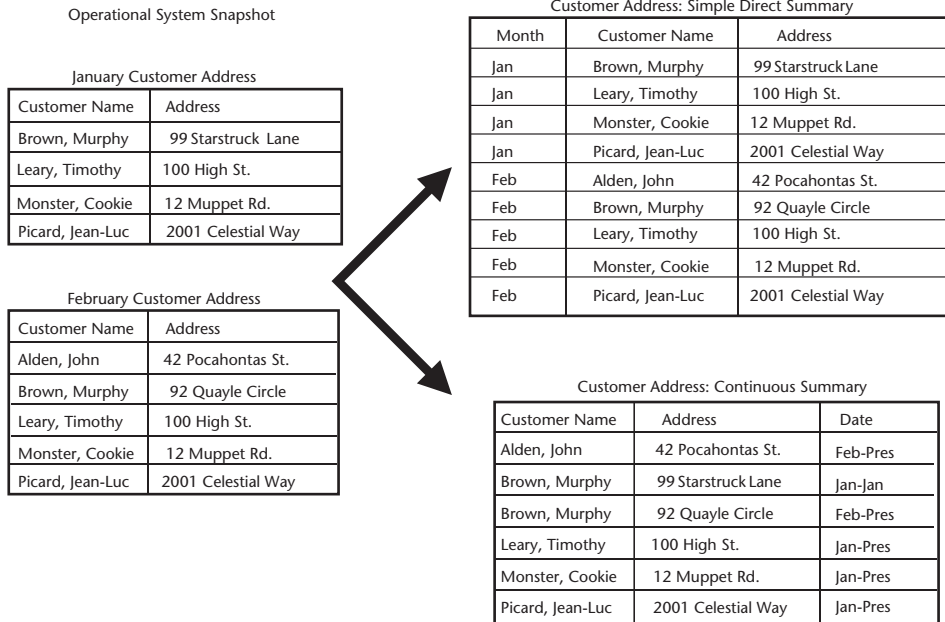 Operational System Snapshot
January Customer Address
Customer Name Address
Brown, Murphy 99 Starstruck Lane
Leary, Timothy 100 High St.
Monster, Cookie 12 Muppet Rd.
Picard, Jean-Luc 2001 Celestial Way
February Customer Address
Customer Name Address
Alden, John 42 Pocahontas St.
Brown, Murphy 92 Quayle Circle
Leary, Timothy 100 High St.
Monster, Cookie 12 Muppet Rd.
Picard, Jean-Luc 2001 Celestial Way
Customer Address: Simple Direct Summary
Month Customer Name Address
Jan Brown, Murphy 99 Starstruck Lane
Jan Leary, Timothy 100 High St.
Jan Monster, Cookie 12 Muppet Rd.
Jan Picard, Jean-Luc 2001 Celestial Way
Feb Alden, John 42 Pocahontas St.
Feb Brown, Murphy 92 Quayle Circle
Feb Leary, Timothy 100 High St.
Feb Monster, Cookie 12 Muppet Rd.
Feb Picard, Jean-Luc 2001 Celestial Way
Customer Address: Continuous Summary
Customer Name Address Date
Alden, John 42 Pocahontas St. Feb-Pres
Brown, Murphy 99 Starstruck Lane Jan-Jan
Brown, Murphy 92 Quayle Circle Feb-Pres
Leary, Timothy 100 High St. Jan-Pres
Monster, Cookie 12 Muppet Rd. Jan-Pres
Picard, Jean-Luc 2001 Celestial Way Jan-Pres